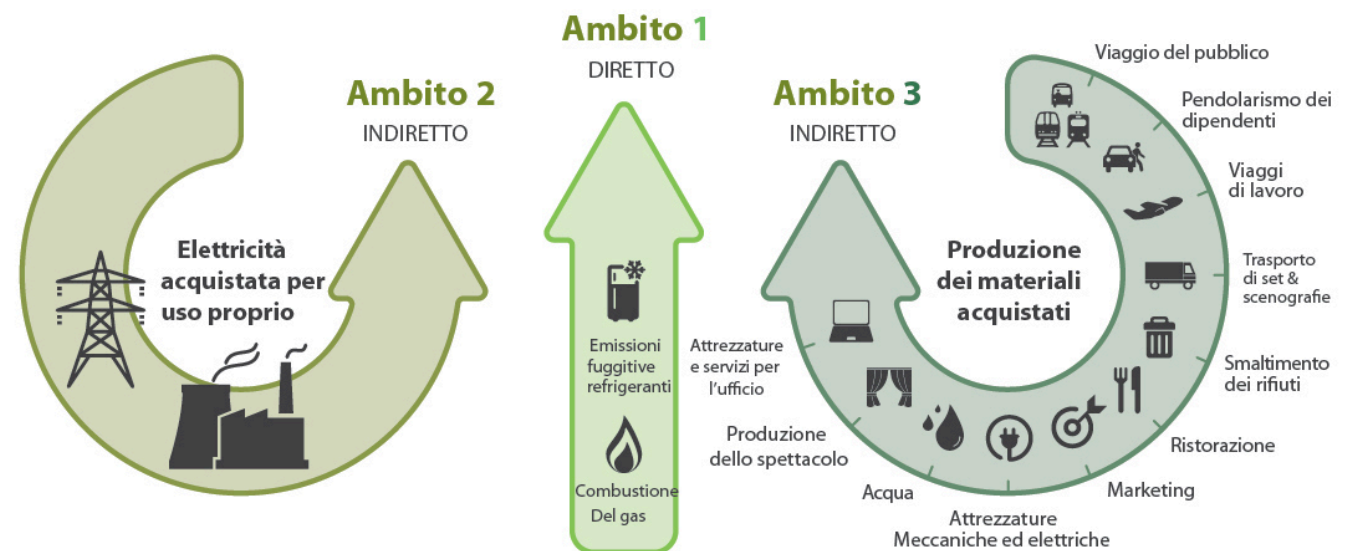 Ambito 2
INDIRETTO
Elettricità
acquistata per
uso proprio
Ambito 1
DIRETTO
Emissioni
fuggitive
refrigeranti
Combustione
Del gas
Ambito 3
INDIRETTO
Produzione
dei materiali
acquistati
Viaggio del pubblico
Pendolarismo dei
dipendenti
Viaggi
di lavoro
Trasporto
di set &
scenografie
Smaltimento
dei rifiuti
Ristorazione
Marketing
Attrezzature
Meccaniche ed elettriche
Acqua
Produzione
dello spettacolo
Attrezzature
e servizi per
l'ufficio